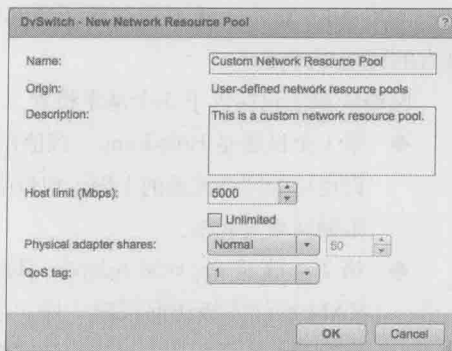 DvSwitch - New Network Resource Pool ?
Name: Custom Network Resource Pool
Origin: User-defined network resource pools
Description: This is a custom network resource pool.
Host limit (Mbps): 5000
Unlimited
Physical adapter shares: Normal 50
QoS tag: 1
OK Cancel